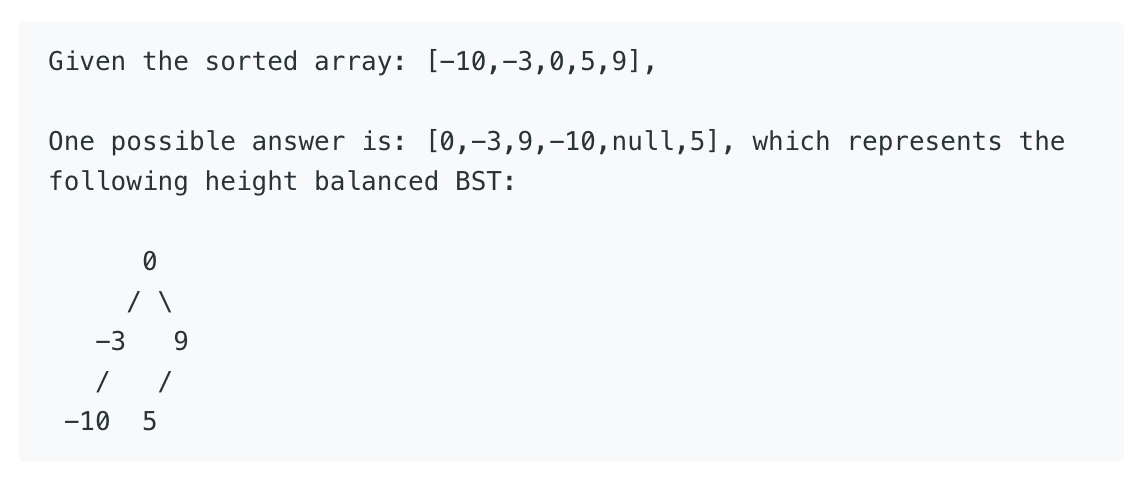 Given the sorted array: [-10,-3,0,5,9],
One possible answer is: [0,-3,9,-10,null,5], which represents the
following height balanced BST:
      0
     / \
   -3   9
   /   /
 -10  5